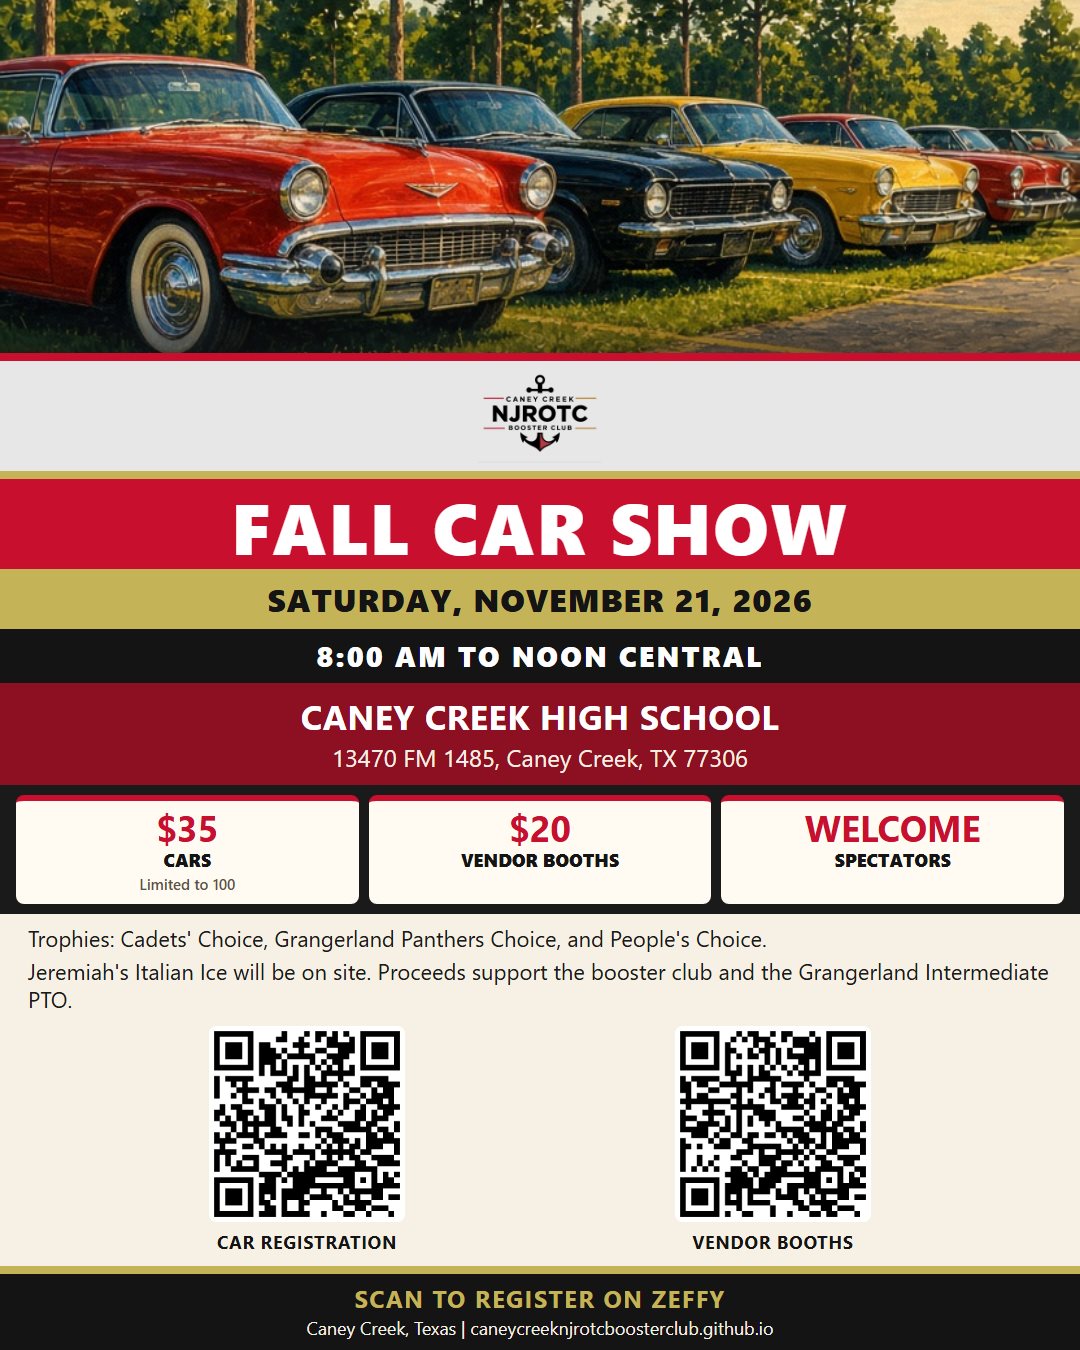 CANEY CREEK
NJROTC
BOOSTER CLUB
FALL CAR SHOW
SATURDAY, NOVEMBER 21, 2026
8:00 AM TO NOON CENTRAL
CANEY CREEK HIGH SCHOOL
13470 FM 1485, Caney Creek, TX 77306
$35
CARS
Limited to 100
$20
VENDOR BOOTHS
WELCOME
SPECTATORS
Trophies: Cadets' Choice, Grangerland Panthers Choice, and People's Choice.
Jeremiah's Italian Ice will be on site. Proceeds support the booster club and the Grangerland Intermediate
PTO.
CAR REGISTRATION
VENDOR BOOTHS
SCAN TO REGISTER ON ZEFFY
Caney Creek, Texas | caneycreeknjrotcboosterclub.github.io